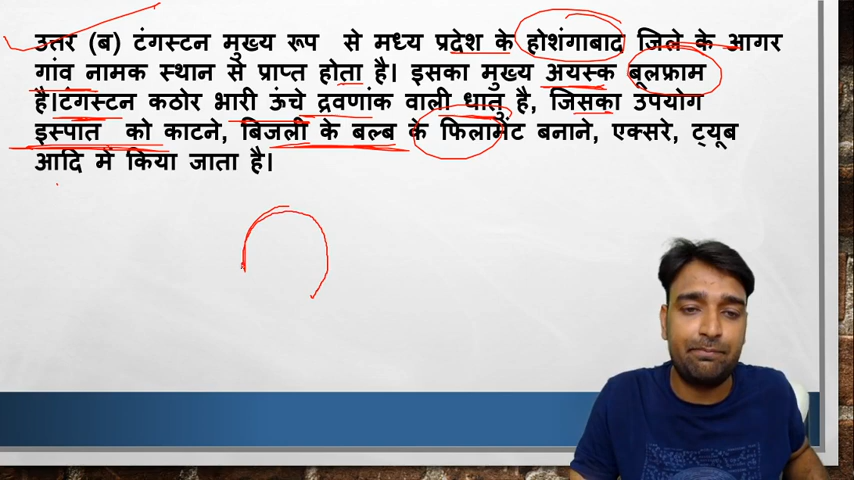 उत्तर (ब) टंगस्टन मुख्य रूप से मध्य प्रदेश के होशंगाबाद जिले के आगर
गांव नामक स्थान से प्राप्त होता है। इसका मुख्य अयस्क बूलफ्राम
है।टंगस्टन कठोर भारी ऊंचे द्रवणांक वाली धातु है, जिसका उपयोग
इस्पात को काटने, बिजली के बल्ब के फिलामेंट बनाने, एक्सरे, ट्यूब
आदि में किया जाता है।